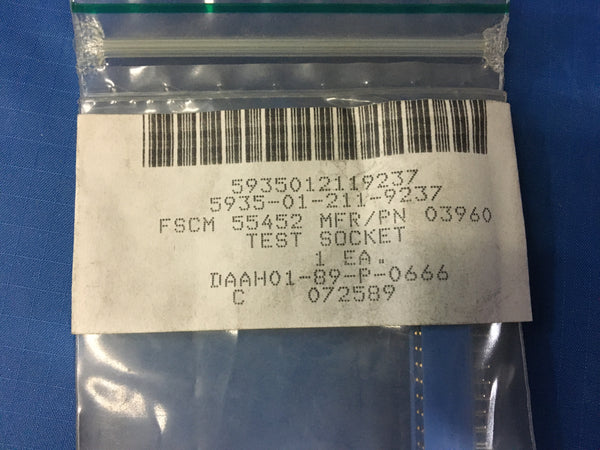 5935012119237
5935-01-211-9237
FSCM 55452 MFR/PN 03960
TEST SOCKET
1 EA.
DAAH01-89-P-0666
C 072589